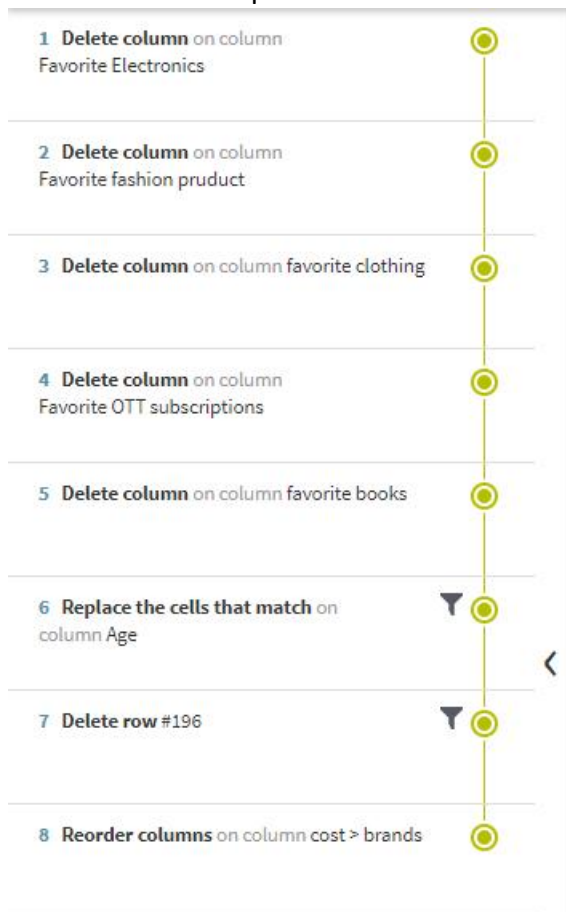 1 Delete column on column
Favorite Electronics
2 Delete column on column
Favorite fashion pruduct
3 Delete column on column favorite clothing
4 Delete column on column
Favorite OTT subscriptions
5 Delete column on column favorite books
6 Replace the cells that match on
column Age
7 Delete row #196
8 Reorder columns on column cost > brands